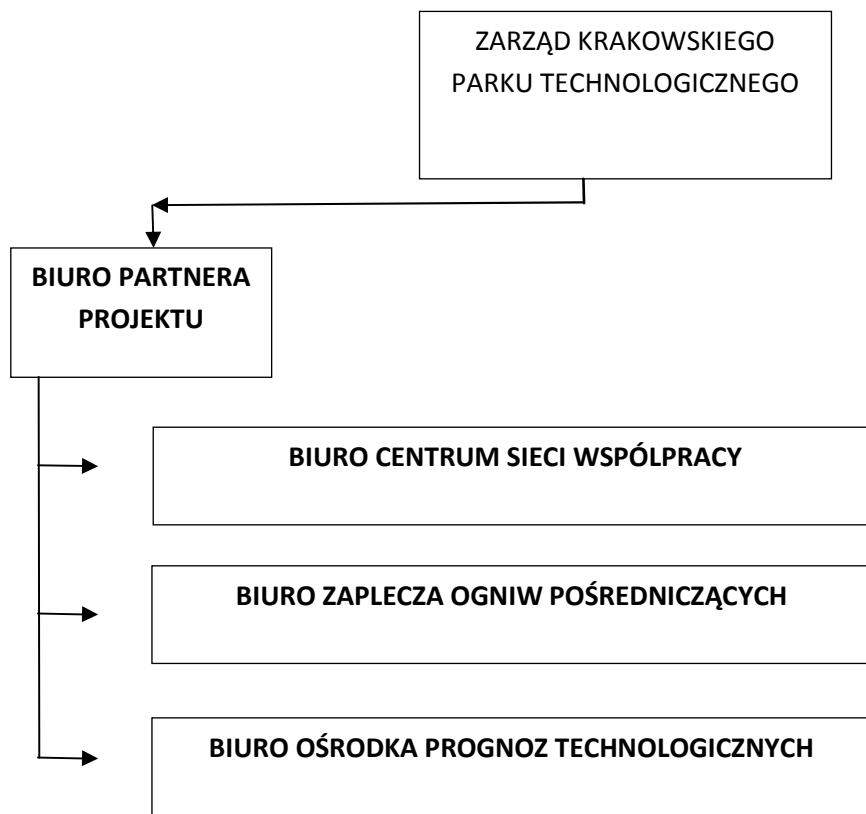 ZARZĄD KRAKOWSKIEGO
PARKU TECHNOLOGICZNEGO
BIURO PARTNERA
PROJEKTU
BIURO CENTRUM SIECI WSPÓLPRACY
BIURO ZAPLECZA OGNIW POŚREDNICZĄCYCH
BIURO OŚRODKA PROGNOZ TECHNOLOGICZNYCH